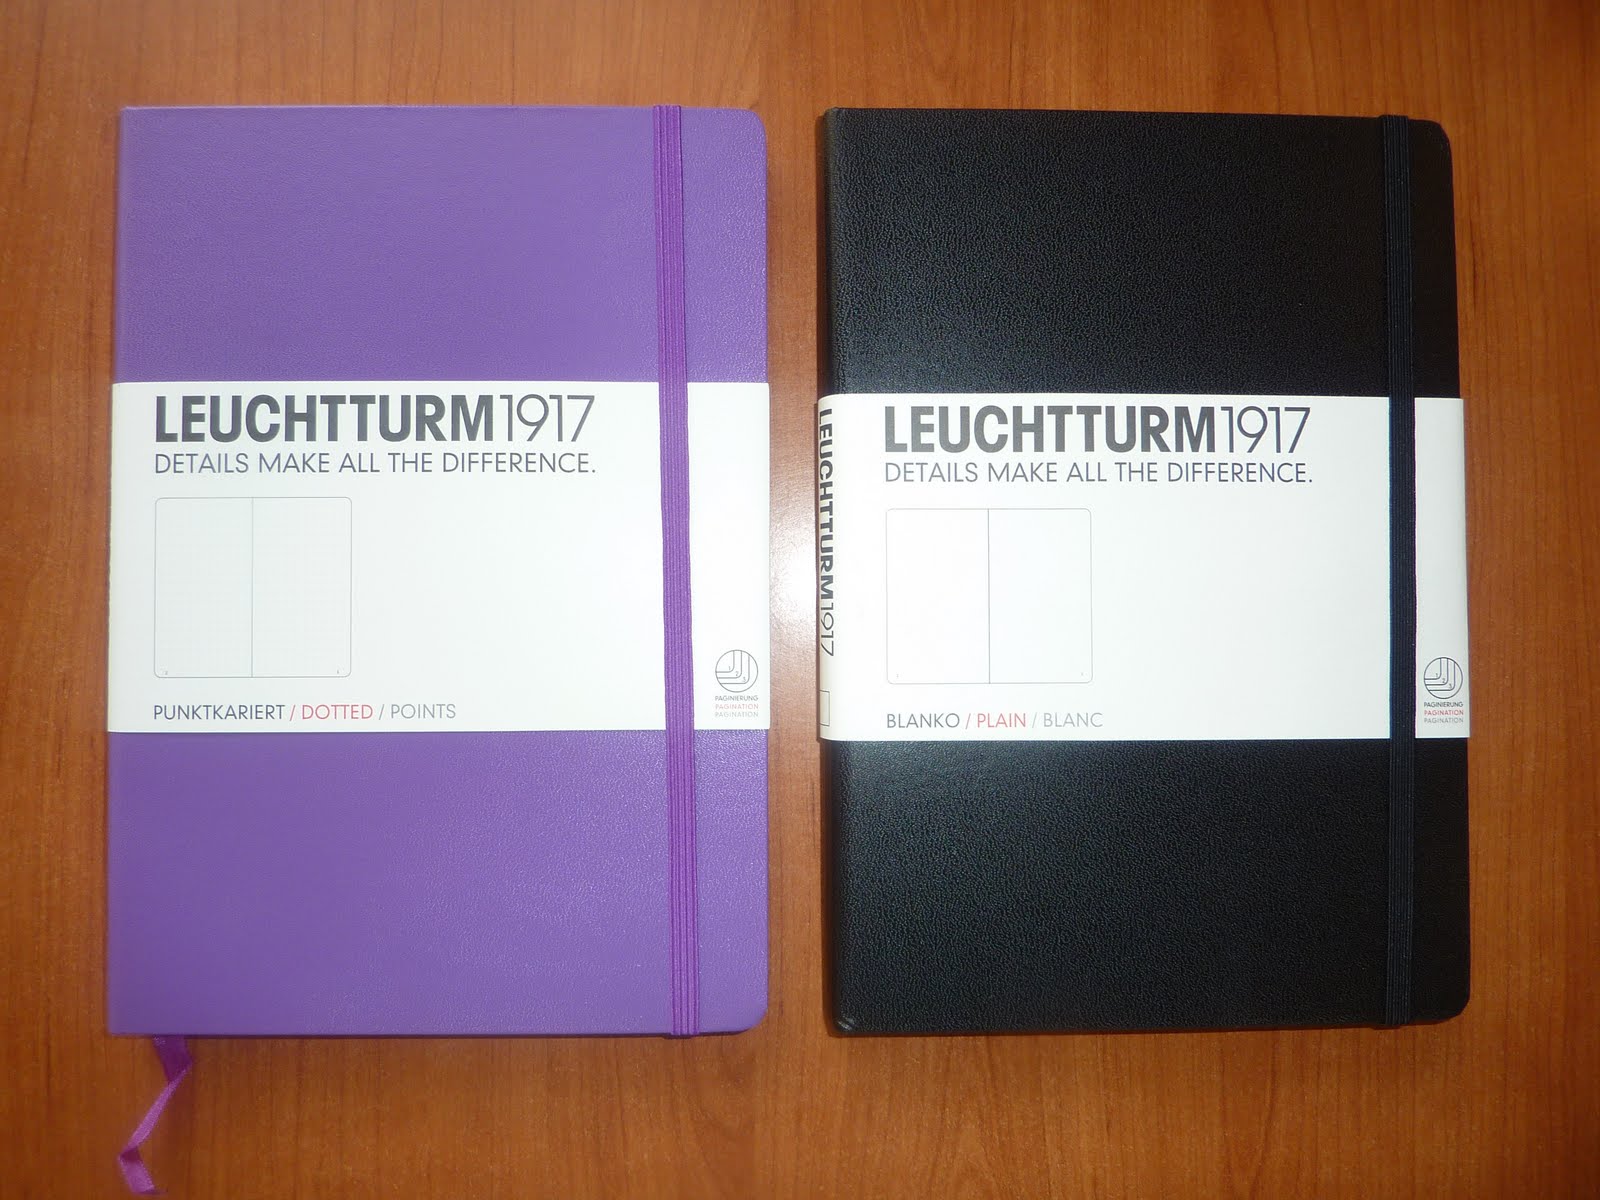 LEUCHTTURM1917
DETAILS MAKE ALL THE DIFFERENCE.
PUNKTKARIERT / DOTTED / POINTS
PAGINIERUNG
PAGINATION
PAGINATION
LEUCHTTURM1917
LEUCHTTURM1917
DETAILS MAKE ALL THE DIFFERENCE.
BLANKO / PLAIN / BLANC
PAGINIERUNG
PAGINATION
PAGINATION